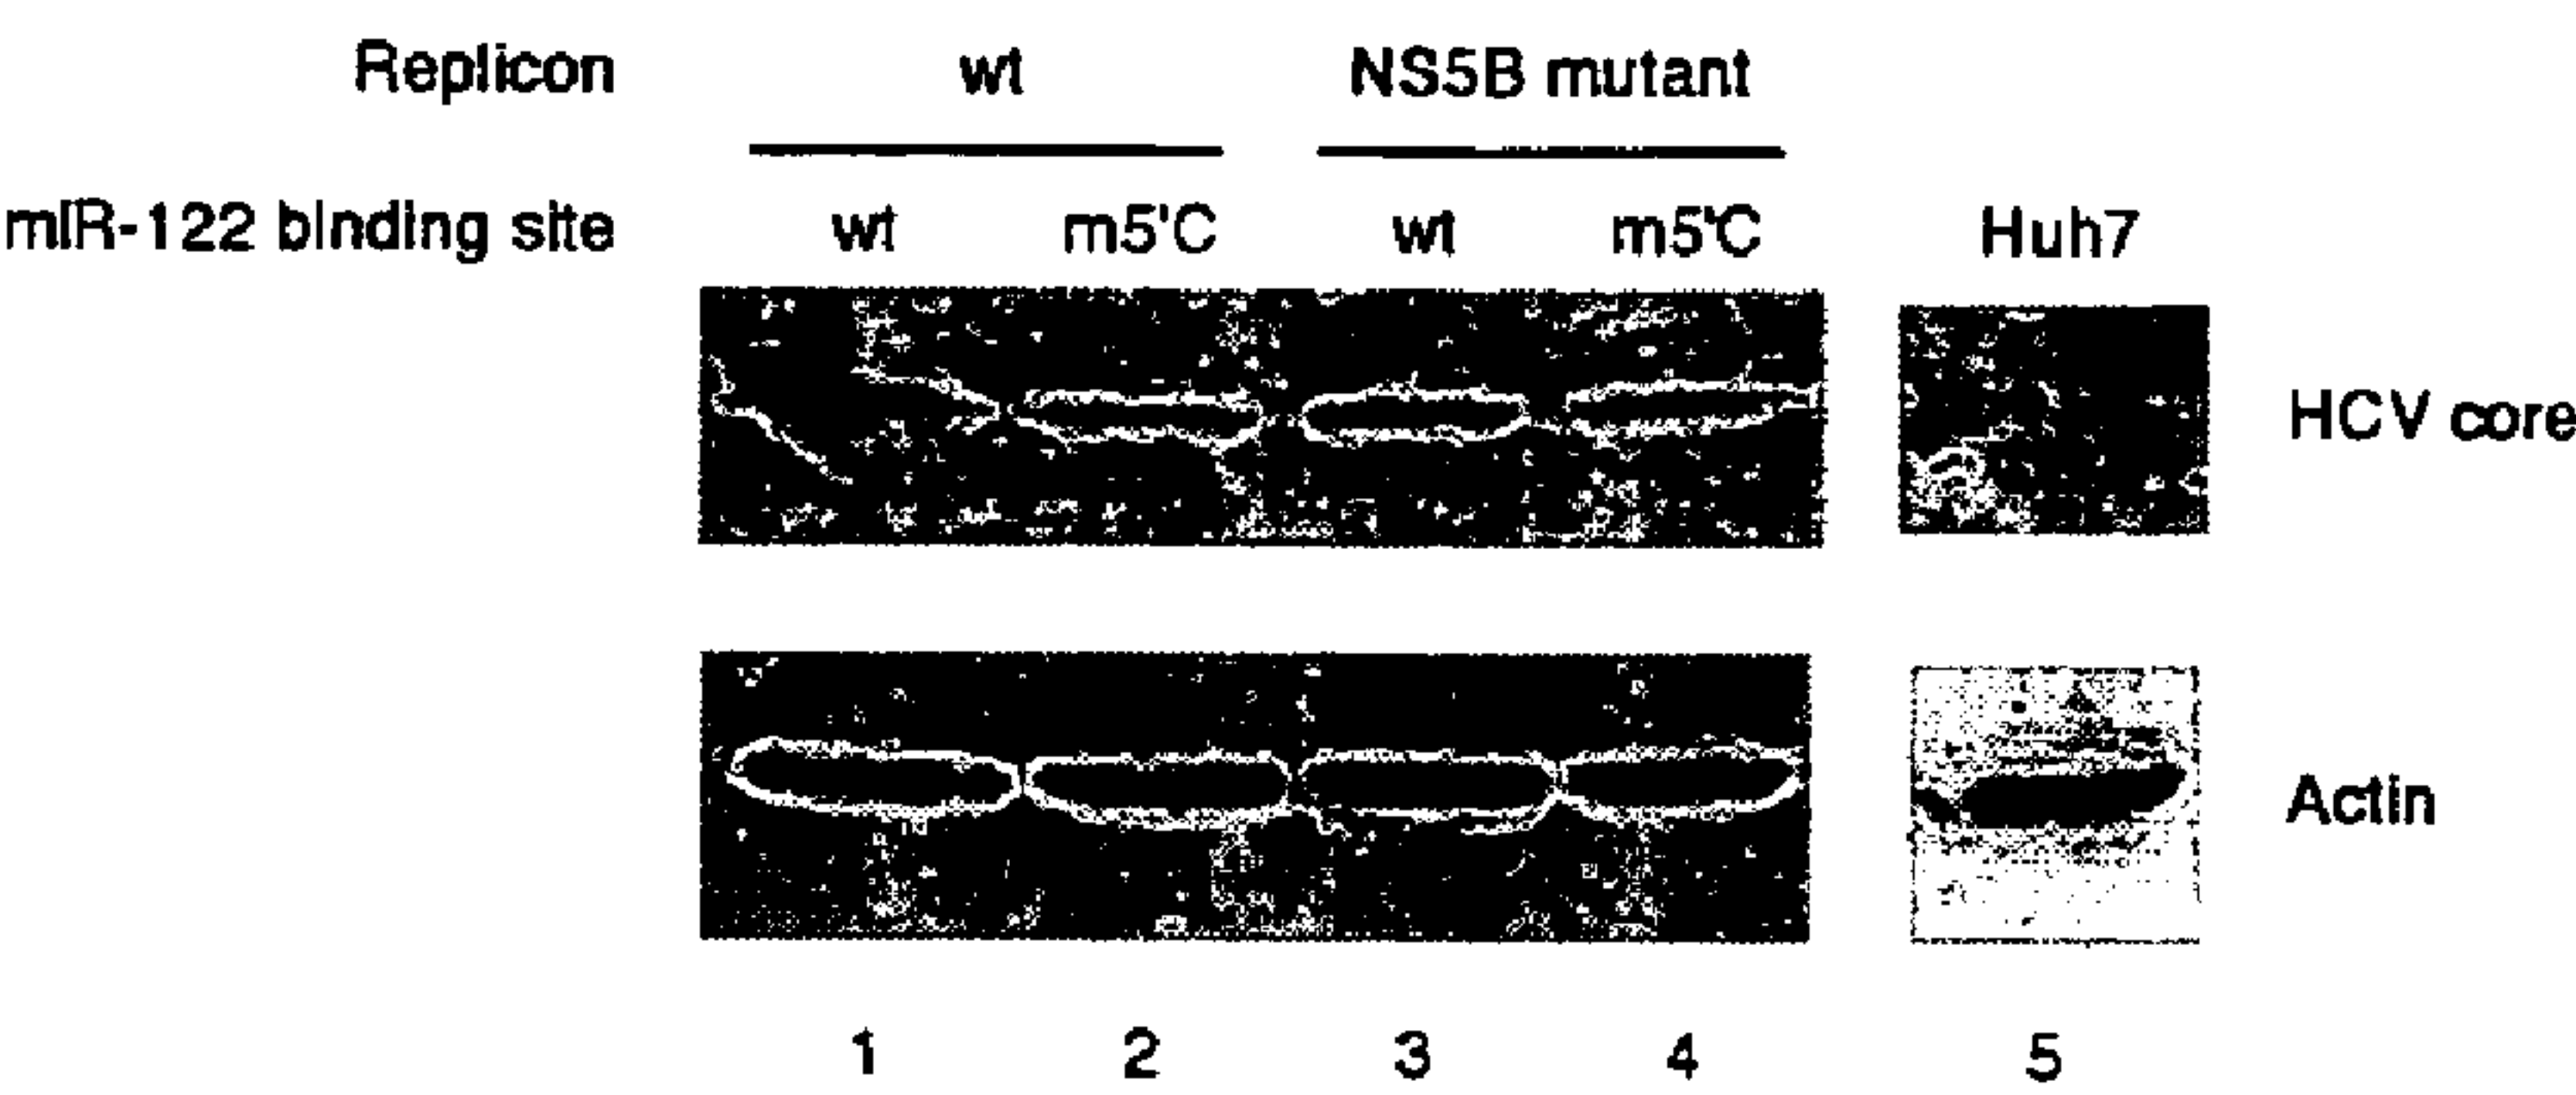 Replicon wt NS5B mutant
miR-122 binding site wt m5'C wt m5'C Huh7
HCV core
Actin
1 2 3 4 5